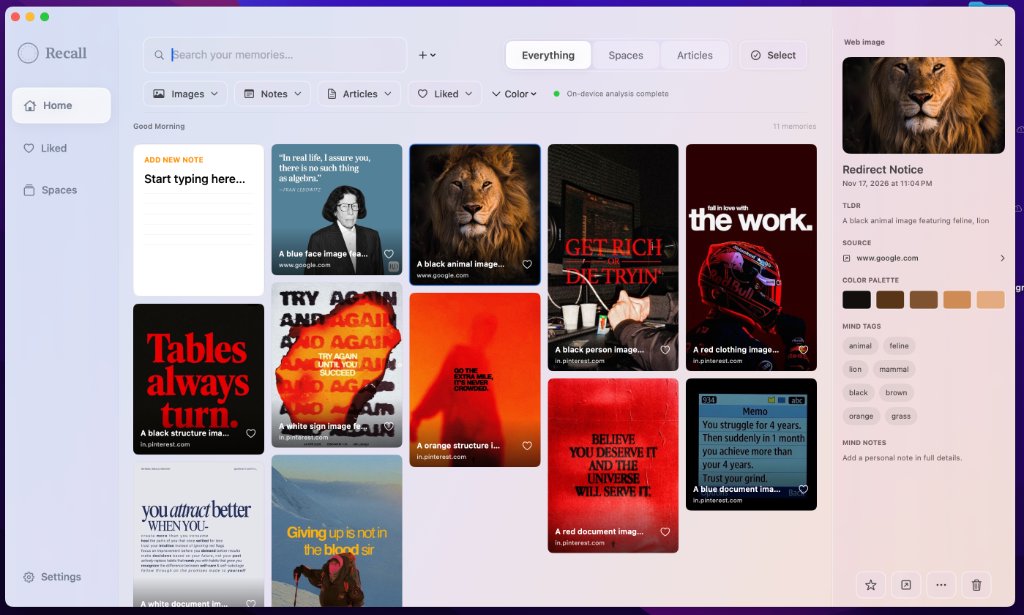 Recall
Search your memories...
Everything
Spaces
Articles
Select
Images
Notes
Articles
Liked
Color
On-device analysis complete
Home
Liked
Spaces
Settings
Good Morning
11 memories
ADD NEW NOTE
Start typing here...
"In real life, I assure you,
there is no such thing
as algebra."
—FRAN LEBOWITZ
A blue face image fea...
www.google.com
A black animal image...
www.google.com
GET RICH
OR
DIE TRYIN'
A black person image...
in.pinterest.com
fall in love with
the work.
Red Bull
A red clothing image...
in.pinterest.com
Tables
always
turn.
A black structure ima...
in.pinterest.com
TRY AGAIN
AND AGAIN
TRY AGAIN
UNTIL YOU
SUCCEED
AND AGAIN
A white sign image fe...
in.pinterest.com
GO THE
EXTRA MILE,
IT'S NEVER
CROWDED.
A orange structure i...
in.pinterest.com
BELIEVE
YOU DESERVE IT
AND THE
UNIVERSE
WILL SERVE IT.
A red document imag...
in.pinterest.com
934
abc
Memo
You struggle for 4 years.
Then suddenly in 1 month
you achieve more than
your 4 years.
Trust your grind.
Back
A blue document ima...
in.pinterest.com
you attract better
WHEN YOU-
A white document im...
Giving up is not in
the blood sir
Web image
Redirect Notice
Nov 17, 2026 at 11:04 PM
TLDR
A black animal image featuring feline, lion
SOURCE
www.google.com
COLOR PALETTE
MIND TAGS
animal
feline
lion
mammal
black
brown
orange
grass
MIND NOTES
Add a personal note in full details.